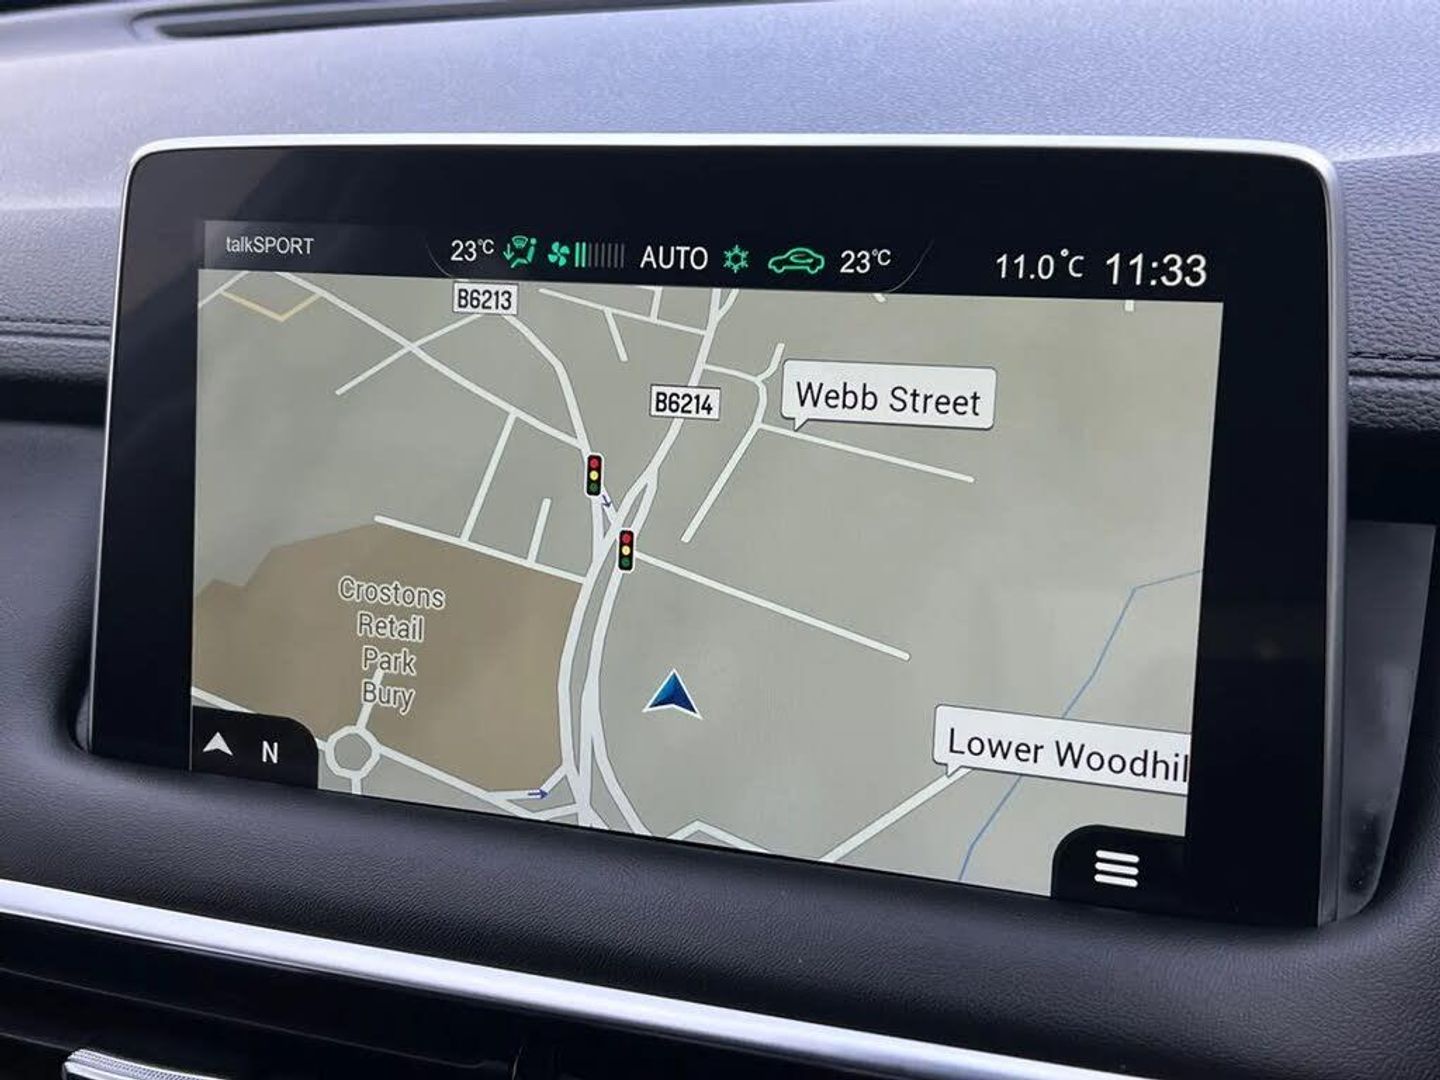 talkSPORT
23°C
AUTO
23°C
11.0°C
11:33
B6213
B6214
Webb Street
Crostons
Retail
Park
Bury
N
Lower Woodhil